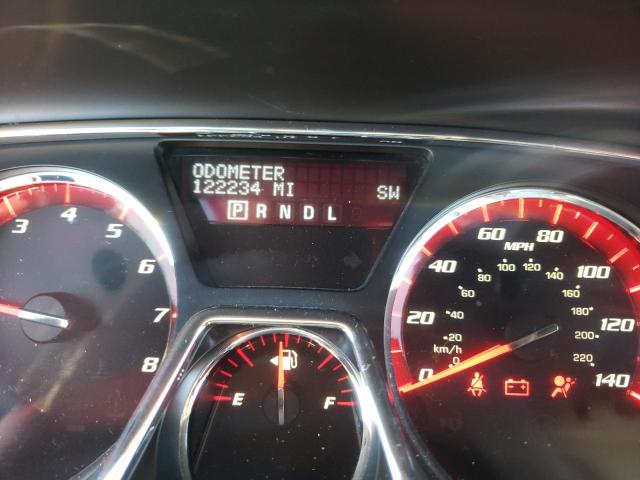 ODOMETER
122234 MI SW
P R N D L
3 4 5 6 7 8
E F
0 20 40 60 80 100 120 140
MPH
0 20 40 60 80 100 120 140 160 180 200 220
km/h